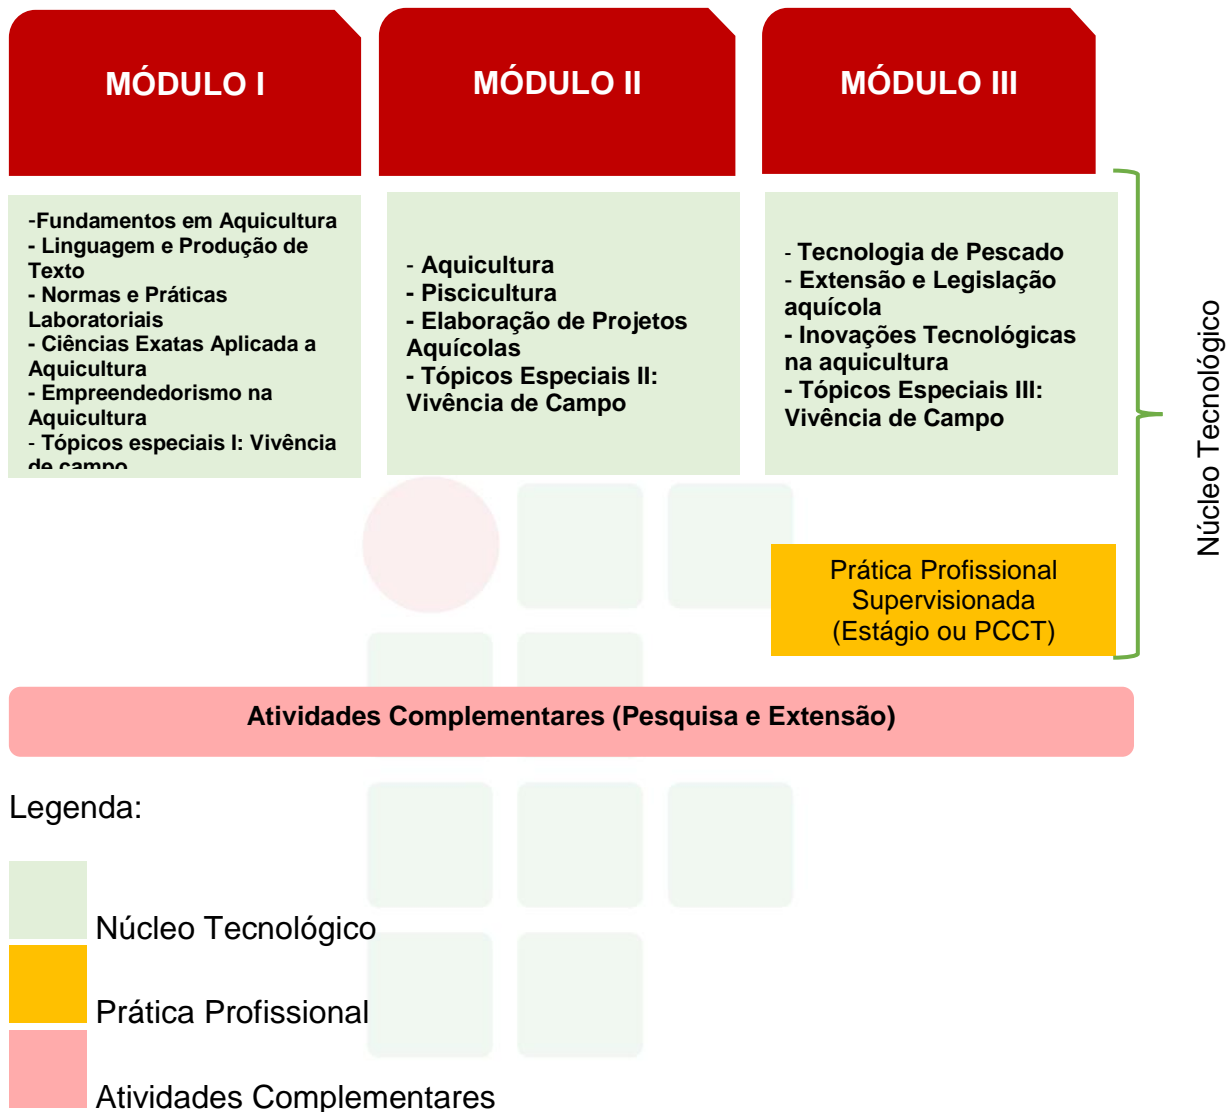 MÓDULO I
MÓDULO II
MÓDULO III
-Fundamentos em Aquicultura
- Linguagem e Produção de
Texto
- Normas e Práticas
Laboratoriais
- Ciências Exatas Aplicada a
Aquicultura
- Empreendedorismo na
Aquicultura
- Tópicos especiais I: Vivência
de campo
- Aquicultura
- Piscicultura
- Elaboração de Projetos
Aquícolas
- Tópicos Especiais II:
Vivência de Campo
- Tecnologia de Pescado
- Extensão e Legislação
aquícola
- Inovações Tecnológicas
na aquicultura
- Tópicos Especiais III:
Vivência de Campo
Núcleo Tecnológico
Prática Profissional
Supervisionada
(Estágio ou PCCT)
Atividades Complementares (Pesquisa e Extensão)
Legenda:
Núcleo Tecnológico
Prática Profissional
Atividades Complementares